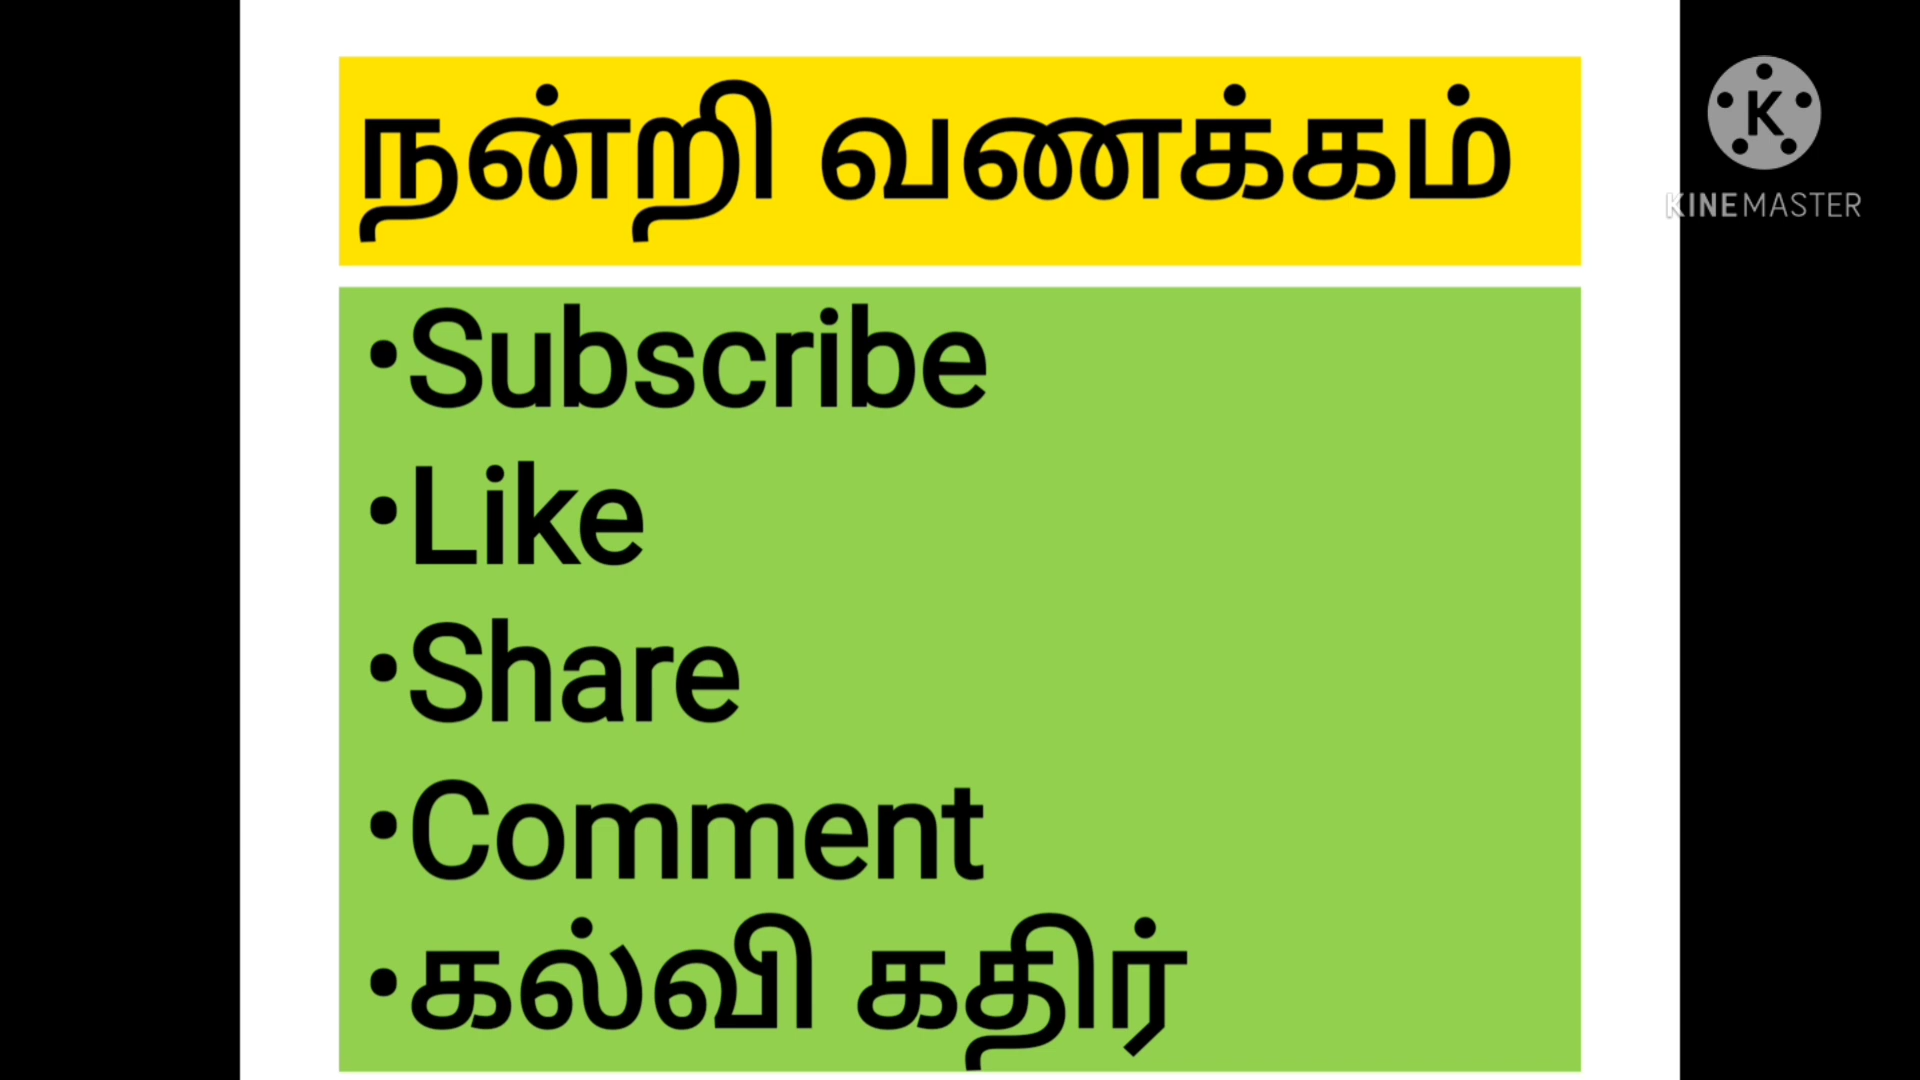 நன்றி வணக்கம்
K
KINEMASTER
•Subscribe
•Like
•Share
•Comment
•கல்வி கதிர்